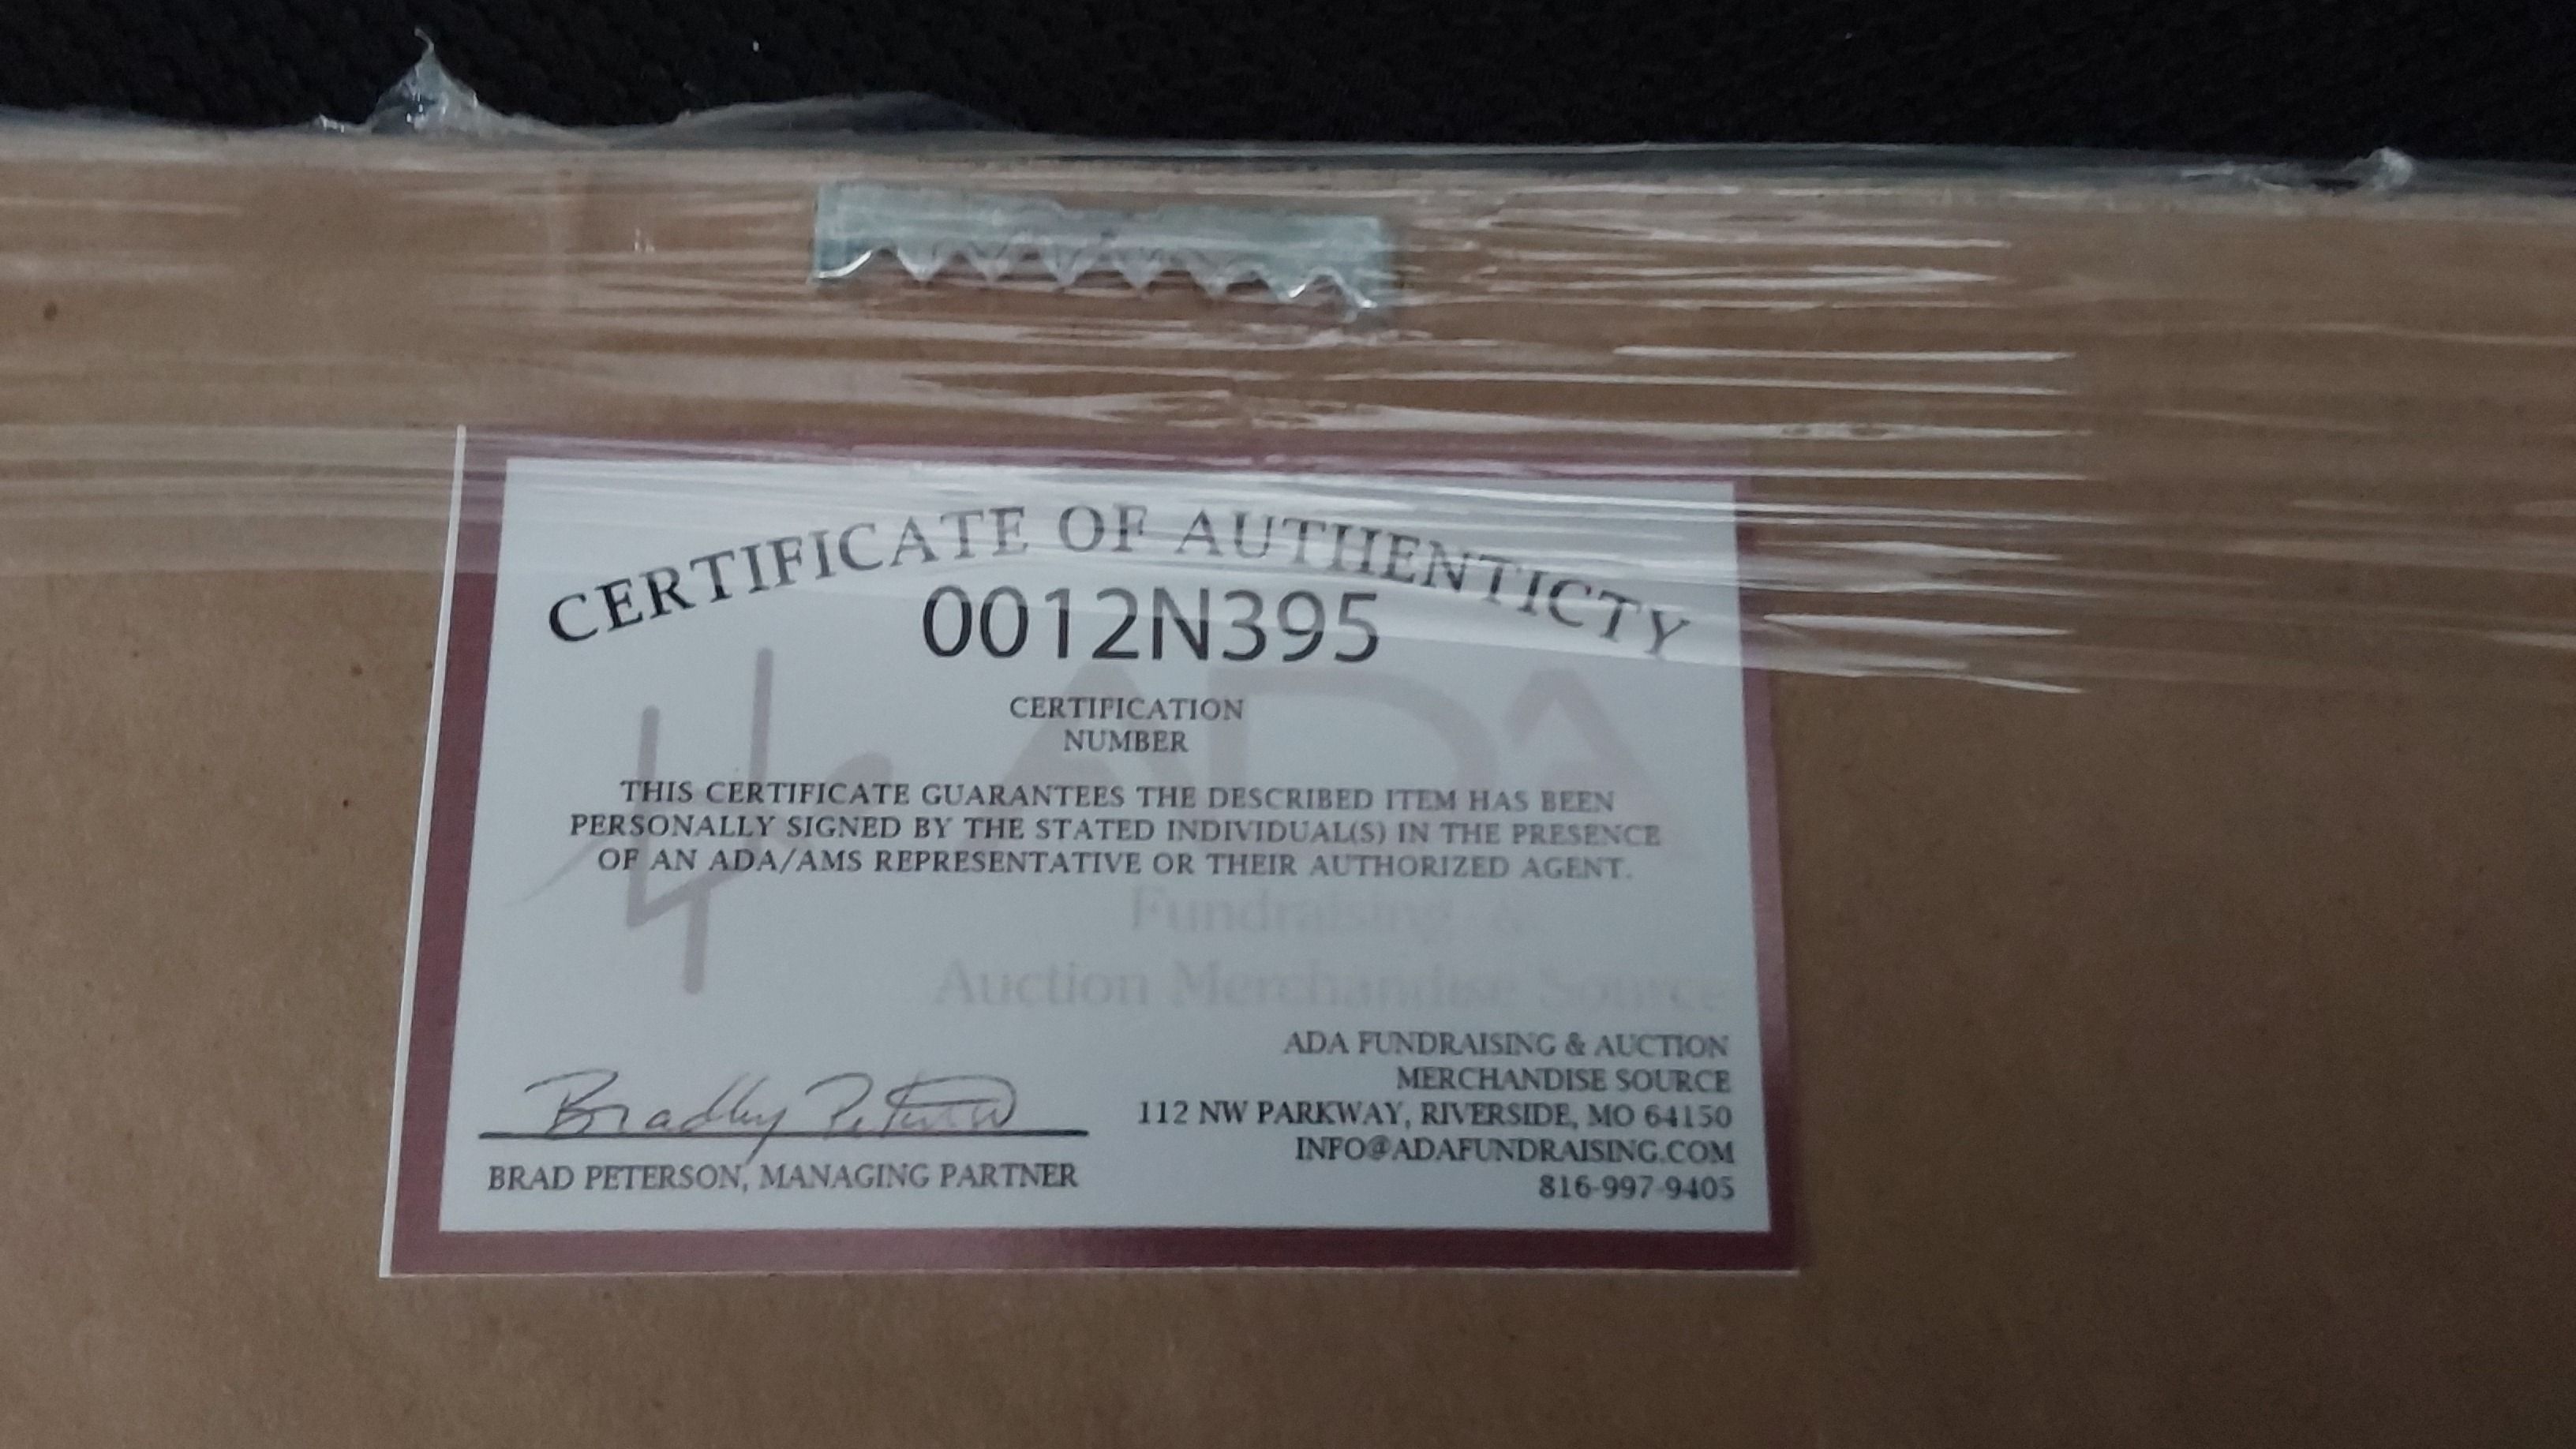 CERTIFICATE OF AUTHENTICTY
0012N395
CERTIFICATION
NUMBER
THIS CERTIFICATE GUARANTEES THE DESCRIBED ITEM HAS BEEN
PERSONALLY SIGNED BY THE STATED INDIVIDUAL(S) IN THE PRESENCE
OF AN ADA/AMS REPRESENTATIVE OR THEIR AUTHORIZED AGENT.
ADA
Fundraising &
Auction Merchandise Source
Bradley Peterson
BRAD PETERSON, MANAGING PARTNER
ADA FUNDRAISING & AUCTION
MERCHANDISE SOURCE
112 NW PARKWAY, RIVERSIDE, MO 64150
INFO@ADAFUNDRAISING.COM
816-997-9405